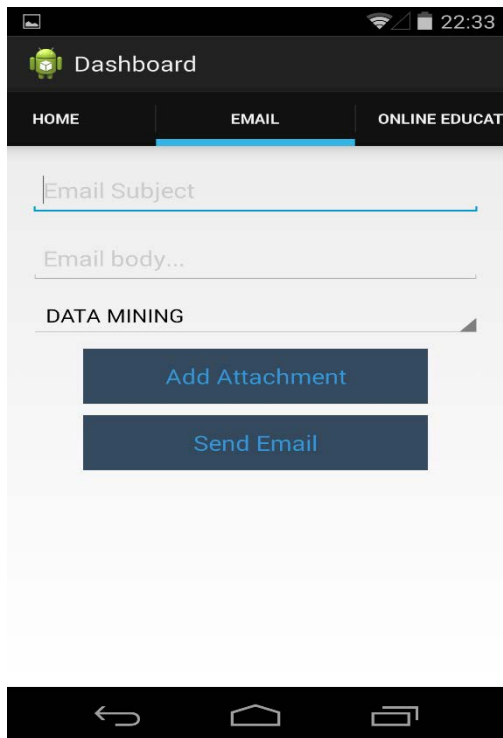 22:33
Dashboard
HOME EMAIL ONLINE EDUCAT
Email Subject
Email body...
DATA MINING
Add Attachment
Send Email